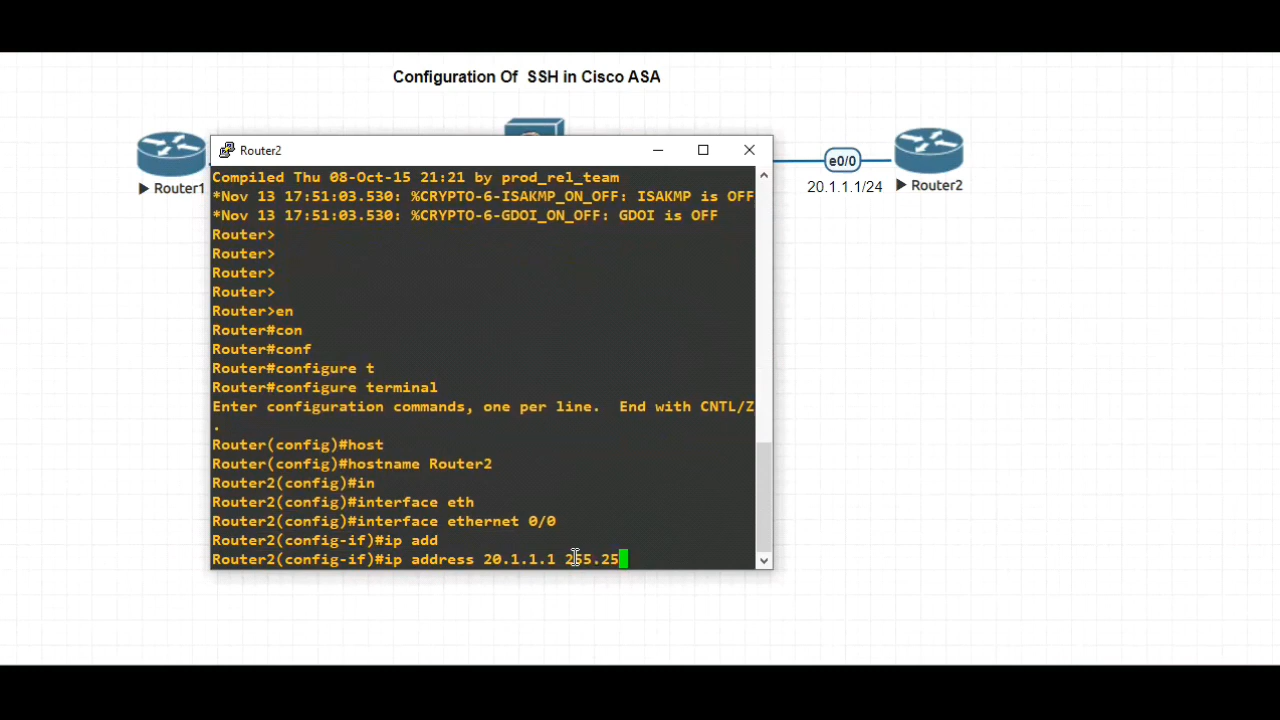 Configuration Of  SSH in Cisco ASA
Router1
e0/0
20.1.1.1/24
Router2
Router2
Compiled Thu 08-Oct-15 21:21 by prod_rel_team
*Nov 13 17:51:03.530: %CRYPTO-6-ISAKMP_ON_OFF: ISAKMP is OFF
*Nov 13 17:51:03.530: %CRYPTO-6-GDOI_ON_OFF: GDOI is OFF
Router>
Router>
Router>
Router>
Router>en
Router#con
Router#conf
Router#configure t
Router#configure terminal
Enter configuration commands, one per line.  End with CNTL/Z
.
Router(config)#host
Router(config)#hostname Router2
Router2(config)#in
Router2(config)#interface eth
Router2(config)#interface ethernet 0/0
Router2(config-if)#ip add
Router2(config-if)#ip address 20.1.1.1 255.25